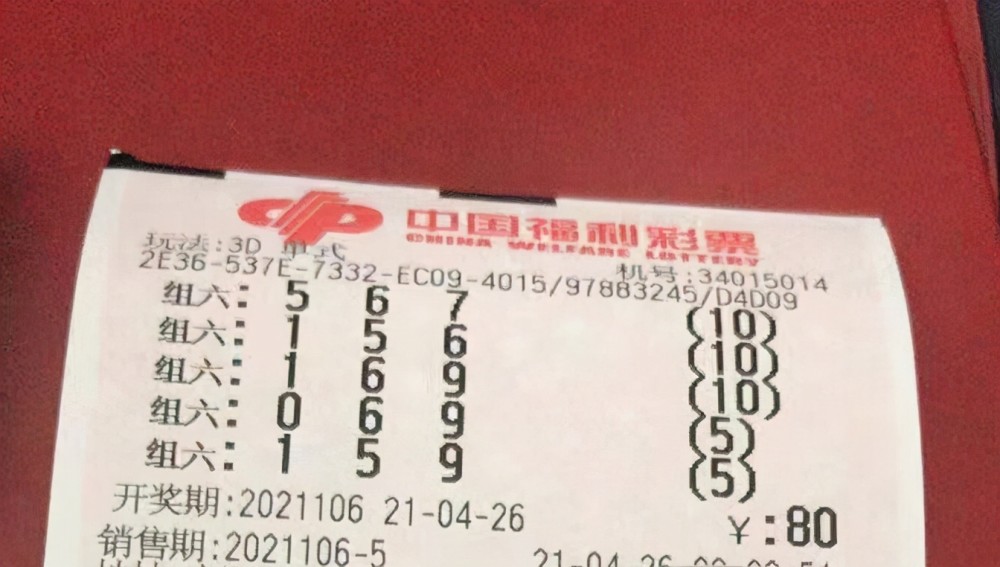 中国福利彩票
CHINA WELFARE LOTTERY
玩法:3D 单式 机号:34015014
2E36-537E-7332-EC09-4015/97883245/D4D09
组六: 5 6 7 (10)
组六: 1 5 6 (10)
组六: 1 6 9 (10)
组六: 0 6 9 (5)
组六: 1 5 9 (5)
开奖期:2021106 21-04-26 ￥:80
销售期:2021106-5 21-04-26